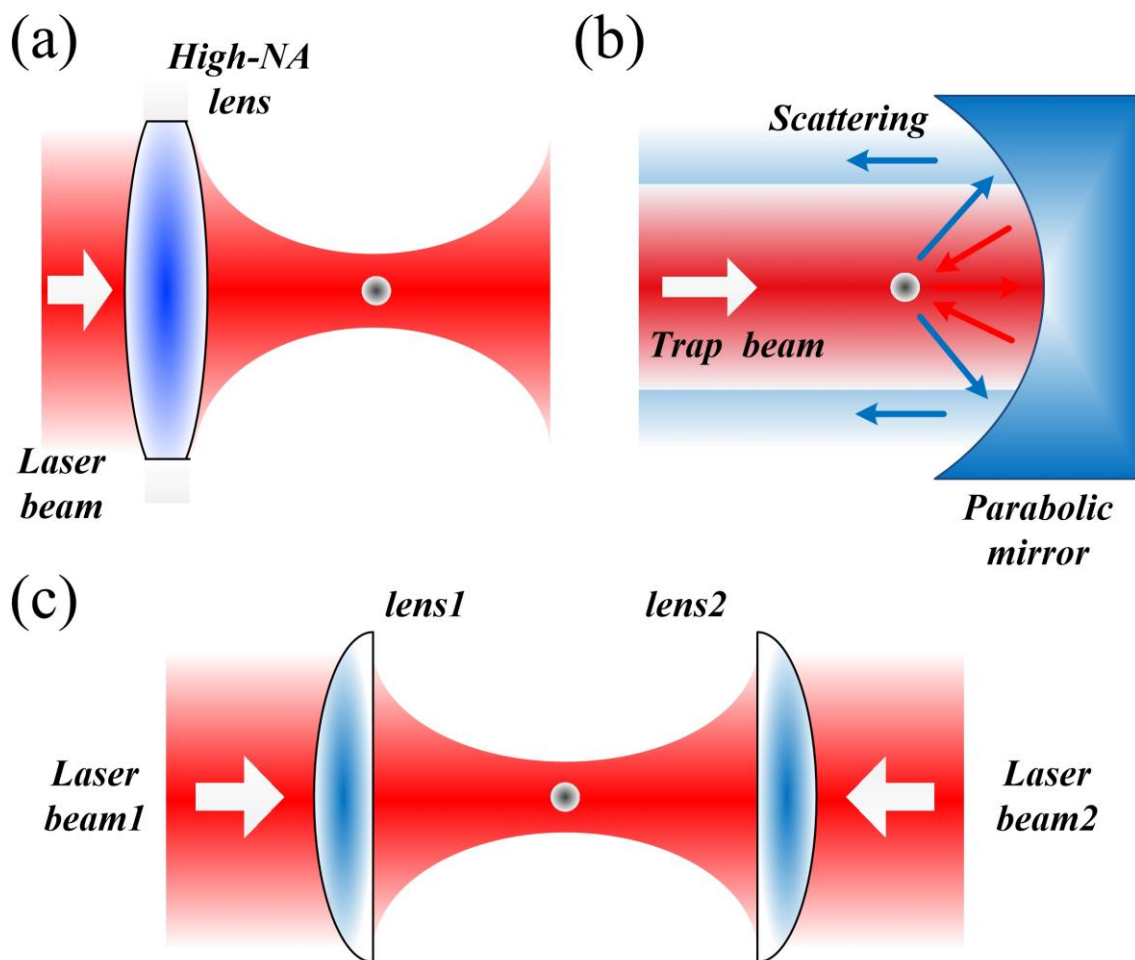 (a)
High-NA
lens
Laser
beam
(b)
Scattering
Trap beam
Parabolic
mirror
(c)
lens1
lens2
Laser
beam1
Laser
beam2